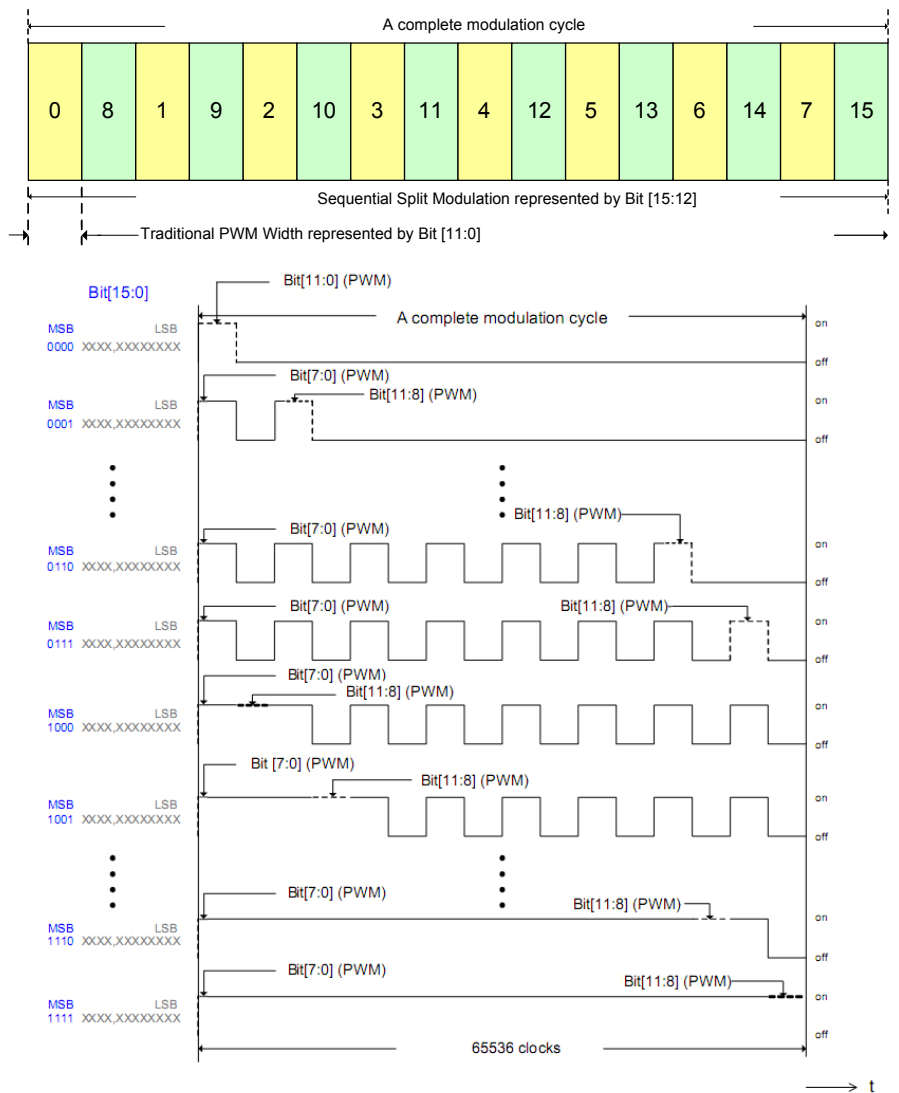 A complete modulation cycle
0 8 1 9 2 10 3 11 4 12 5 13 6 14 7 15
Sequential Split Modulation represented by Bit [15:12]
Traditional PWM Width represented by Bit [11:0]
Bit[15:0]
Bit[11:0] (PWM)
A complete modulation cycle
MSB LSB
0000 XXXX,XXXXXXXX
on
off
Bit[7:0] (PWM)
Bit[11:8] (PWM)
MSB LSB
0001 XXXX,XXXXXXXX
on
off
Bit[11:8] (PWM)
Bit[7:0] (PWM)
MSB LSB
0110 XXXX,XXXXXXXX
on
off
Bit[7:0] (PWM)
Bit[11:8] (PWM)
MSB LSB
0111 XXXX,XXXXXXXX
on
off
Bit[7:0] (PWM)
Bit[11:8] (PWM)
MSB LSB
1000 XXXX,XXXXXXXX
on
off
Bit [7:0] (PWM)
Bit[11:8] (PWM)
MSB LSB
1001 XXXX,XXXXXXXX
on
off
Bit[7:0] (PWM)
Bit[11:8] (PWM)
MSB LSB
1110 XXXX,XXXXXXXX
on
off
Bit[7:0] (PWM)
Bit[11:8] (PWM)
MSB LSB
1111 XXXX,XXXXXXXX
on
off
65536 clocks
t